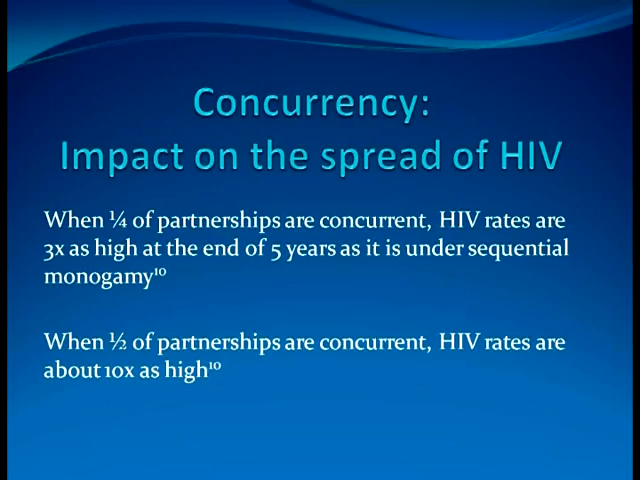 Concurrency:
Impact on the spread of HIV
When ¼ of partnerships are concurrent, HIV rates are
3x as high at the end of 5 years as it is under sequential
monogamy¹⁰
When ½ of partnerships are concurrent, HIV rates are
about 10x as high¹⁰